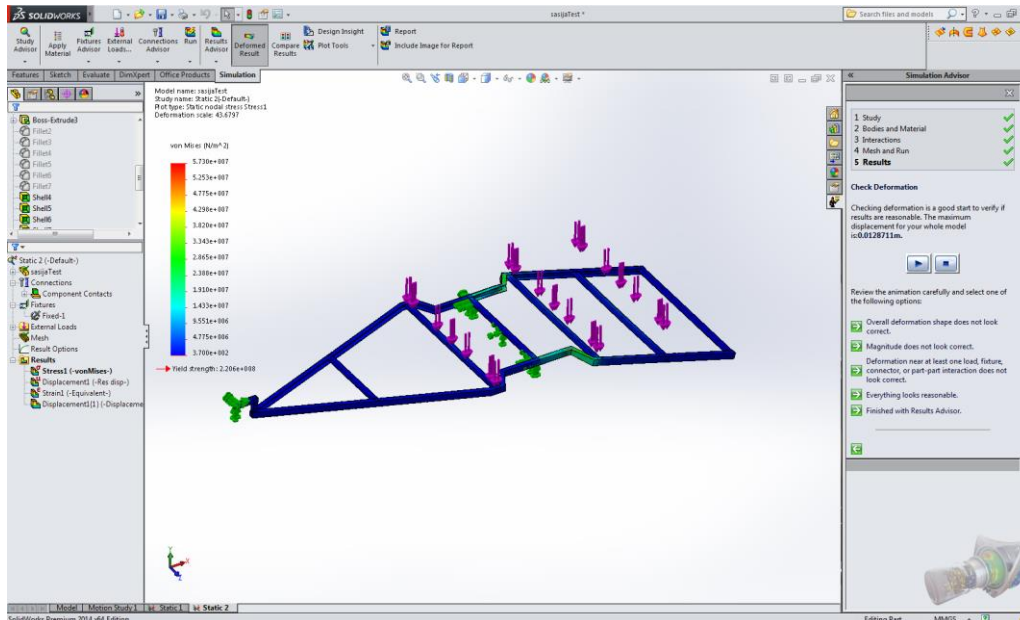 SOLIDWORKS
sasijaTest *
Search files and models
Study Advisor
Apply Material
Fixtures Advisor
External Loads...
Connections Advisor
Run
Results Advisor
Deformed Result
Compare Results
Design Insight
Plot Tools
Report
Include Image for Report
Features
Sketch
Evaluate
DimXpert
Office Products
Simulation
Boss-Extrude3
Fillet2
Fillet3
Fillet4
Fillet5
Fillet6
Fillet7
Shell4
Shell5
Shell6
Static 2 (-Default-)
sasijaTest
Connections
Component Contacts
Fixtures
Fixed-1
External Loads
Mesh
Result Options
Results
Stress1 (-vonMises-)
Displacement1 (-Res disp-)
Strain1 (-Equivalent-)
Displacement1(1) (-Displaceme
Model name: sasijaTest
Study name: Static 2(-Default-)
Plot type: Static nodal stress Stress1
Deformation scale: 43.6797
von Mises (N/m^2)
5.730e+007
5.253e+007
4.775e+007
4.298e+007
3.820e+007
3.343e+007
2.865e+007
2.388e+007
1.910e+007
1.433e+007
9.551e+006
4.775e+006
3.700e+002
Yield strength: 2.206e+008
Simulation Advisor
1 Study
2 Bodies and Material
3 Interactions
4 Mesh and Run
5 Results
Check Deformation
Checking deformation is a good start to verify if
results are reasonable. The maximum
displacement for your whole model
is:0.0128711m.
Review the animation carefully and select one of
the following options:
Overall deformation shape does not look
correct.
Magnitude does not look correct.
Deformation near at least one load, fixture,
connector, or part-part interaction does not
look correct.
Everything looks reasonable.
Finished with Results Advisor.
Model
Motion Study 1
Static 1
Static 2
SolidWorks Premium 2014 x64 Edition
Editing Part
MMGS